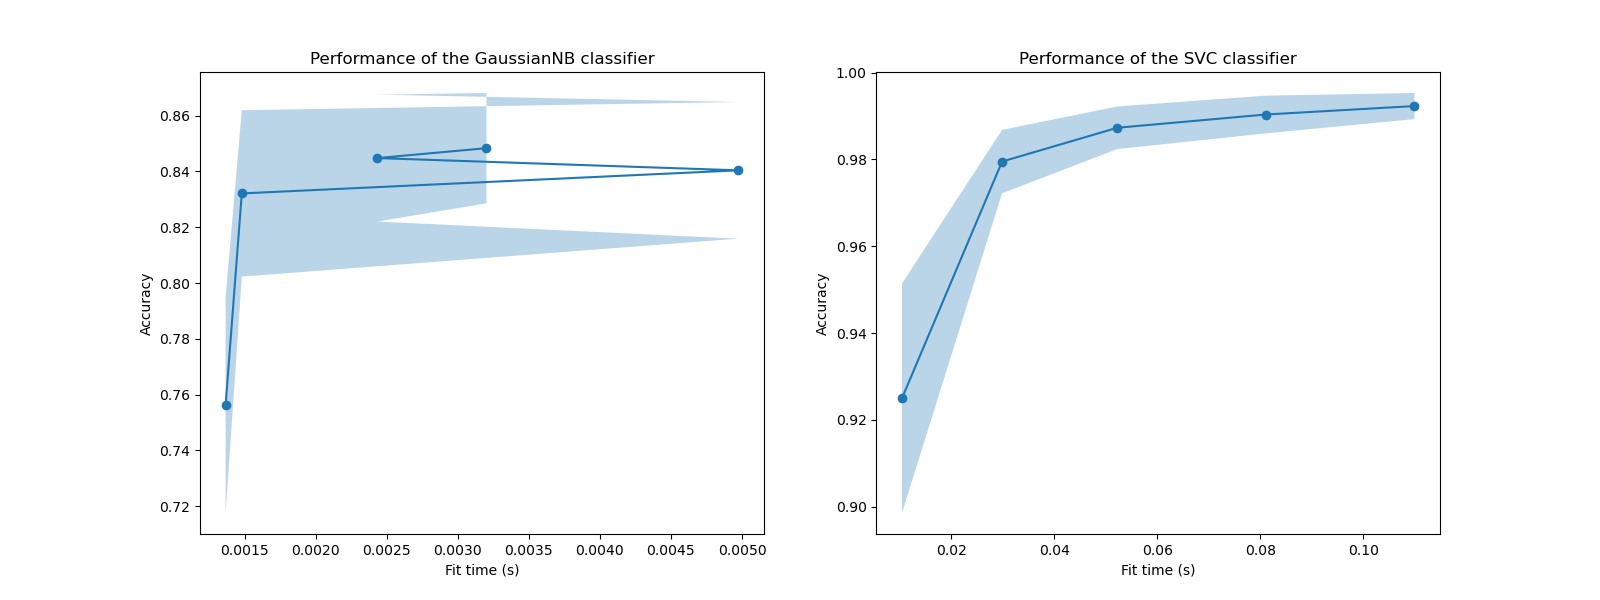 Performance of the GaussianNB classifier
0.86
0.84
0.82
0.80
0.78
0.76
0.74
0.72
Accuracy
0.0015 0.0020 0.0025 0.0030 0.0035 0.0040 0.0045 0.0050
Fit time (s)
Performance of the SVC classifier
1.00
0.98
0.96
0.94
0.92
0.90
Accuracy
0.02 0.04 0.06 0.08 0.10
Fit time (s)